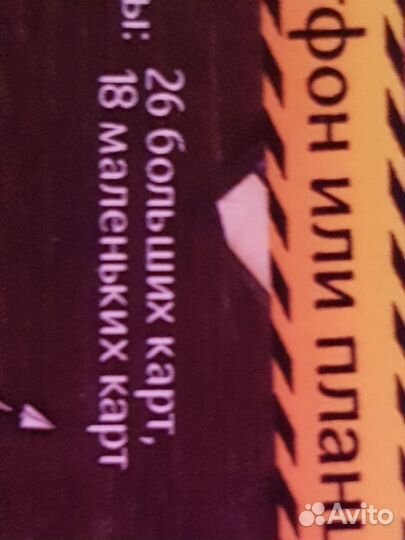 фон или план
ы:
26 больших карт,
18 маленьких карт
Avito